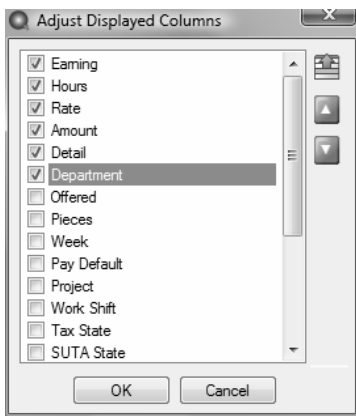 Adjust Displayed Columns
Earning
Hours
Rate
Amount
Detail
Department
Offered
Pieces
Week
Pay Default
Project
Work Shift
Tax State
SUTA State
OK
Cancel